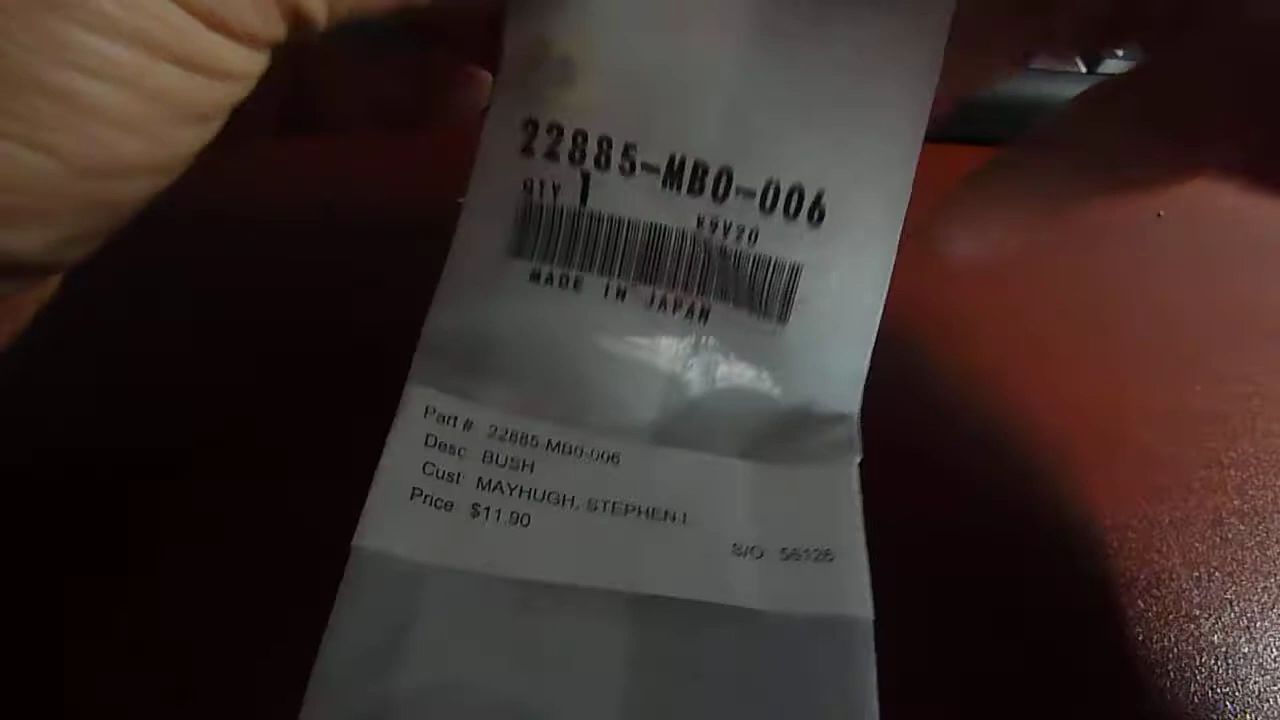 22885-MB0-006
QTY 1
K9V20
MADE IN JAPAN
Part # 22885-MB0-006
Desc BUSH
Cust MAYHUGH, STEPHEN L
Price $11.90
S/O 56126